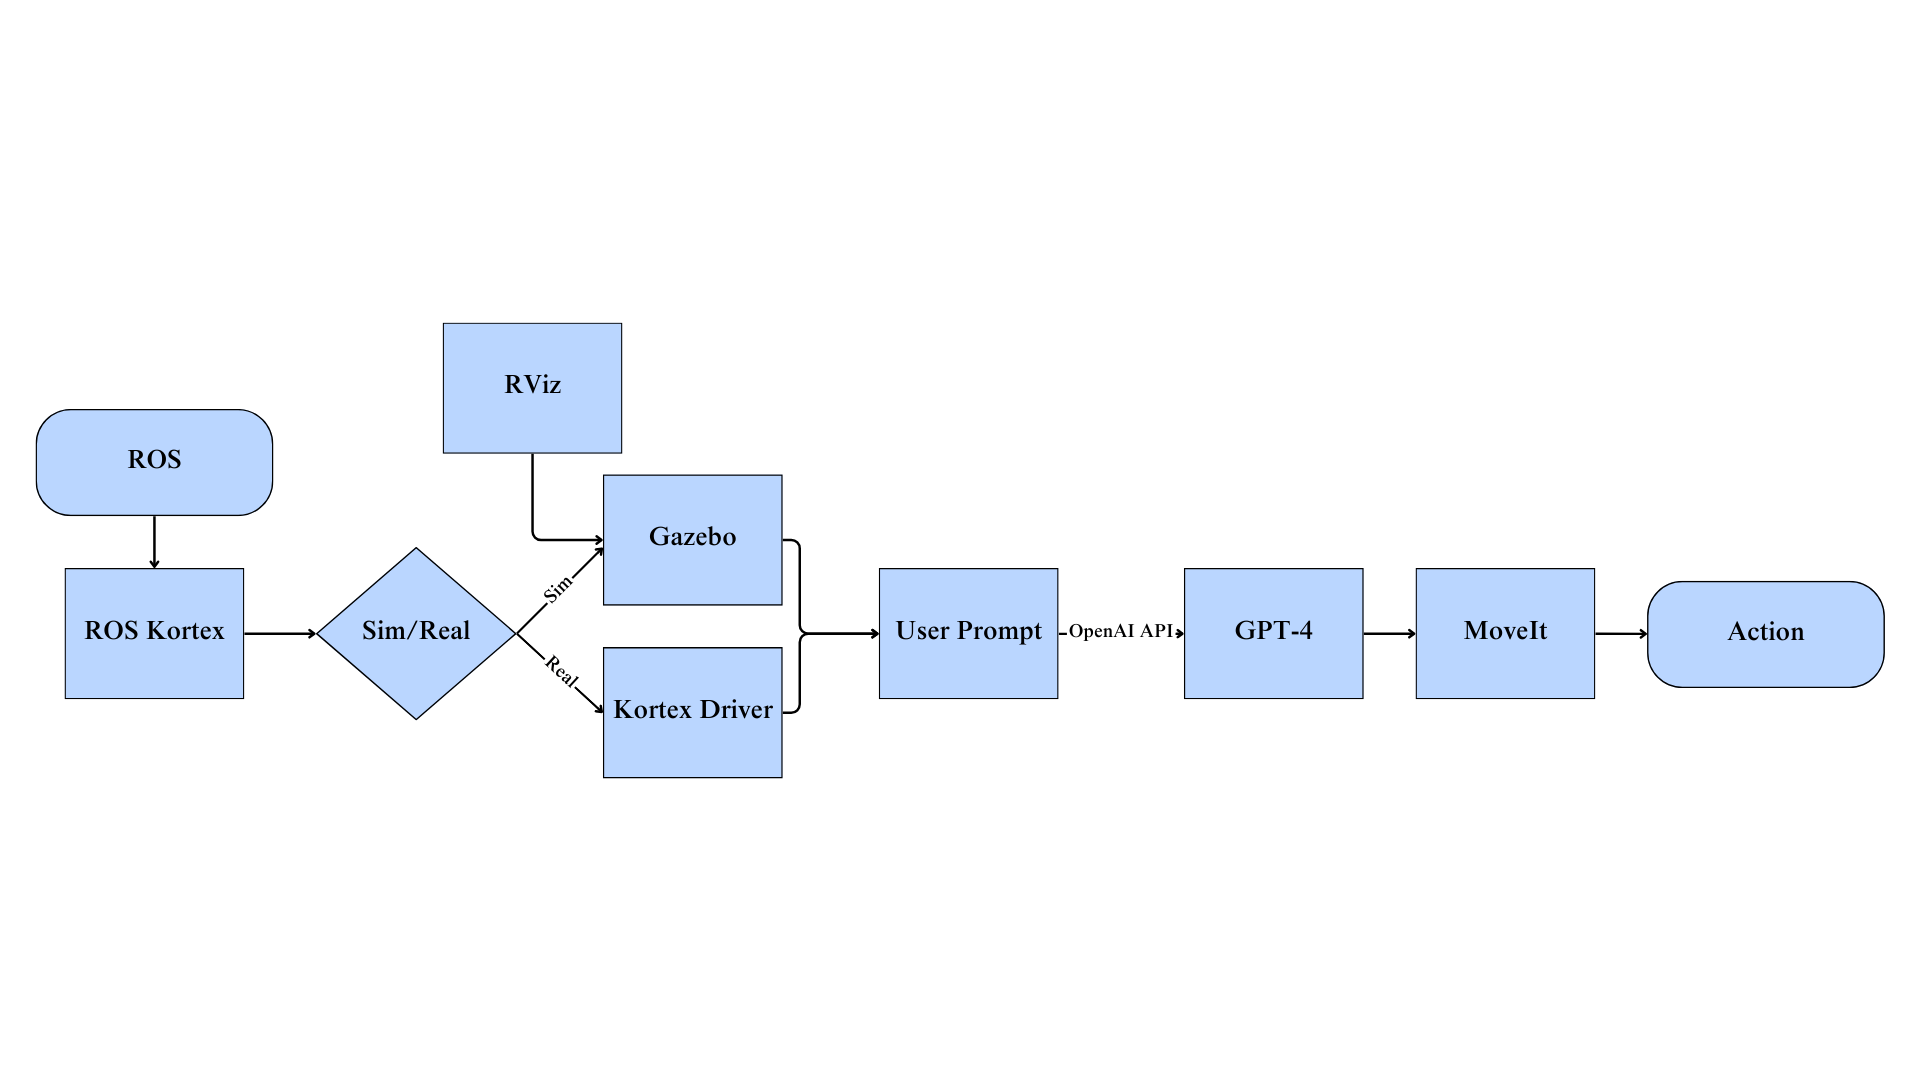 RViz
ROS
Gazebo
Sim
ROS Kortex
Sim/Real
User Prompt
OpenAI API
GPT-4
MoveIt
Action
Real
Kortex Driver